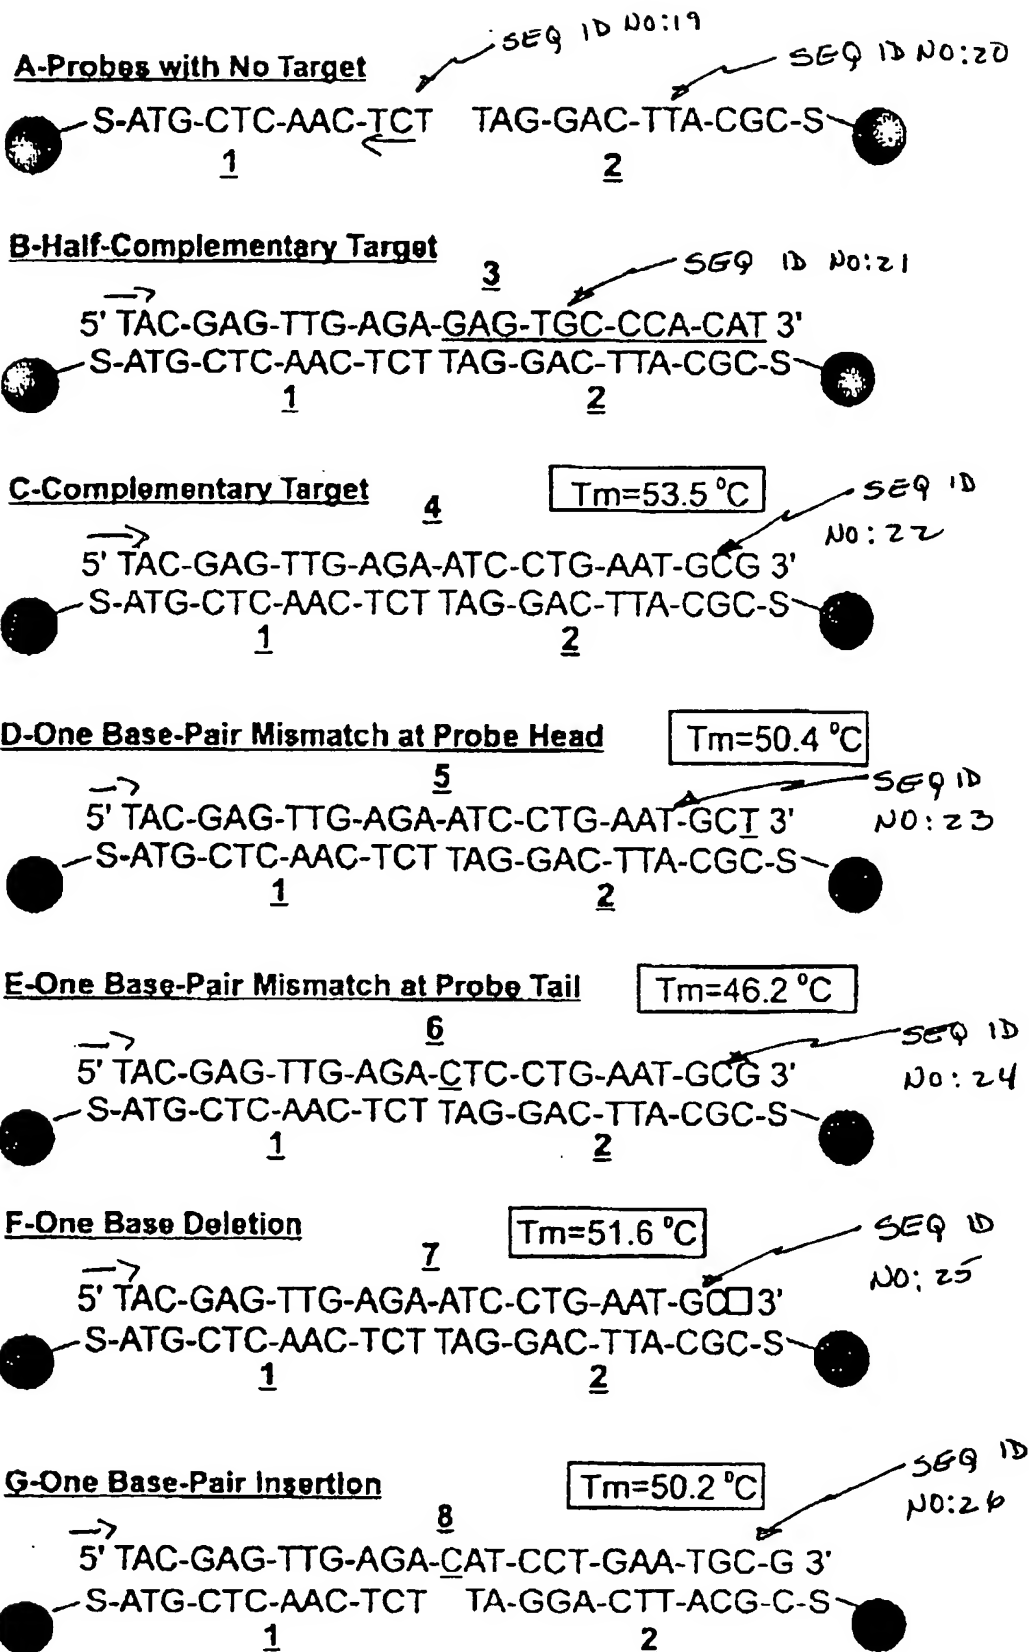 SEQ ID NO:19
A-Probes with No Target
SEQ ID NO:20
S-ATG-CTC-AAC-TCT TAG-GAC-TTA-CGC-S
1 2
B-Half-Complementary Target
3
SEQ ID NO:21
5' TAC-GAG-TTG-AGA-GAG-TGC-CCA-CAT 3'
S-ATG-CTC-AAC-TCT TAG-GAC-TTA-CGC-S
1 2
C-Complementary Target
4
Tm=53.5 °C
SEQ ID
NO:22
5' TAC-GAG-TTG-AGA-ATC-CTG-AAT-GCG 3'
S-ATG-CTC-AAC-TCT TAG-GAC-TTA-CGC-S
1 2
D-One Base-Pair Mismatch at Probe Head
Tm=50.4 °C
5
SEQ ID
NO:23
5' TAC-GAG-TTG-AGA-ATC-CTG-AAT-GCT 3'
S-ATG-CTC-AAC-TCT TAG-GAC-TTA-CGC-S
1 2
E-One Base-Pair Mismatch at Probe Tail
Tm=46.2 °C
6
SEQ ID
NO:24
5' TAC-GAG-TTG-AGA-CTC-CTG-AAT-GCG 3'
S-ATG-CTC-AAC-TCT TAG-GAC-TTA-CGC-S
1 2
F-One Base Deletion
Tm=51.6 °C
7
SEQ ID
NO:25
5' TAC-GAG-TTG-AGA-ATC-CTG-AAT-GC□ 3'
S-ATG-CTC-AAC-TCT TAG-GAC-TTA-CGC-S
1 2
G-One Base-Pair Insertion
Tm=50.2 °C
8
SEQ ID
NO:26
5' TAC-GAG-TTG-AGA-CAT-CCT-GAA-TGC-G 3'
S-ATG-CTC-AAC-TCT TA-GGA-CTT-ACG-C-S
1 2